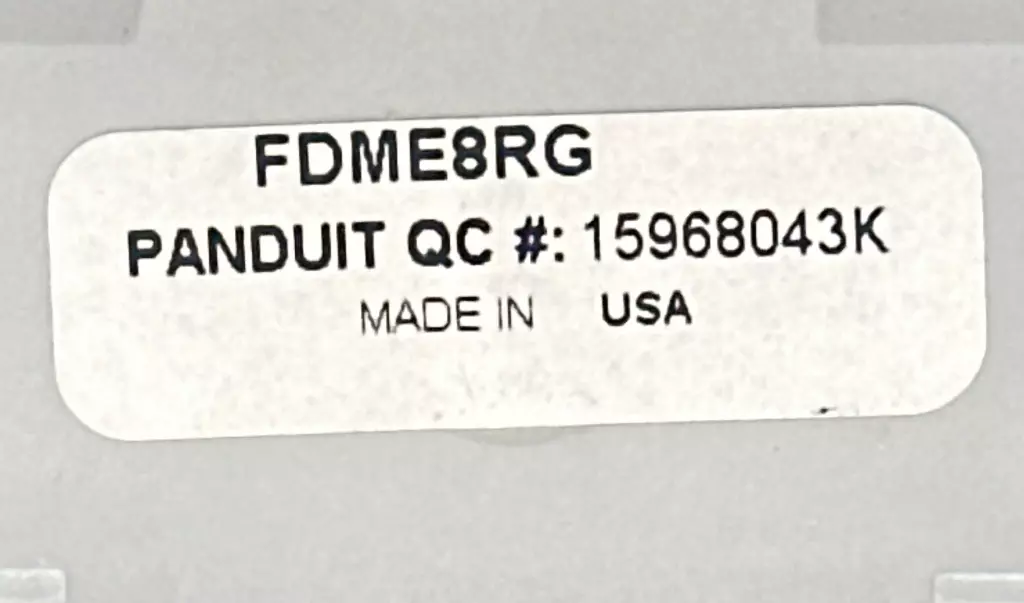 FDME8RG
PANDUIT QC #: 15968043K
MADE IN USA